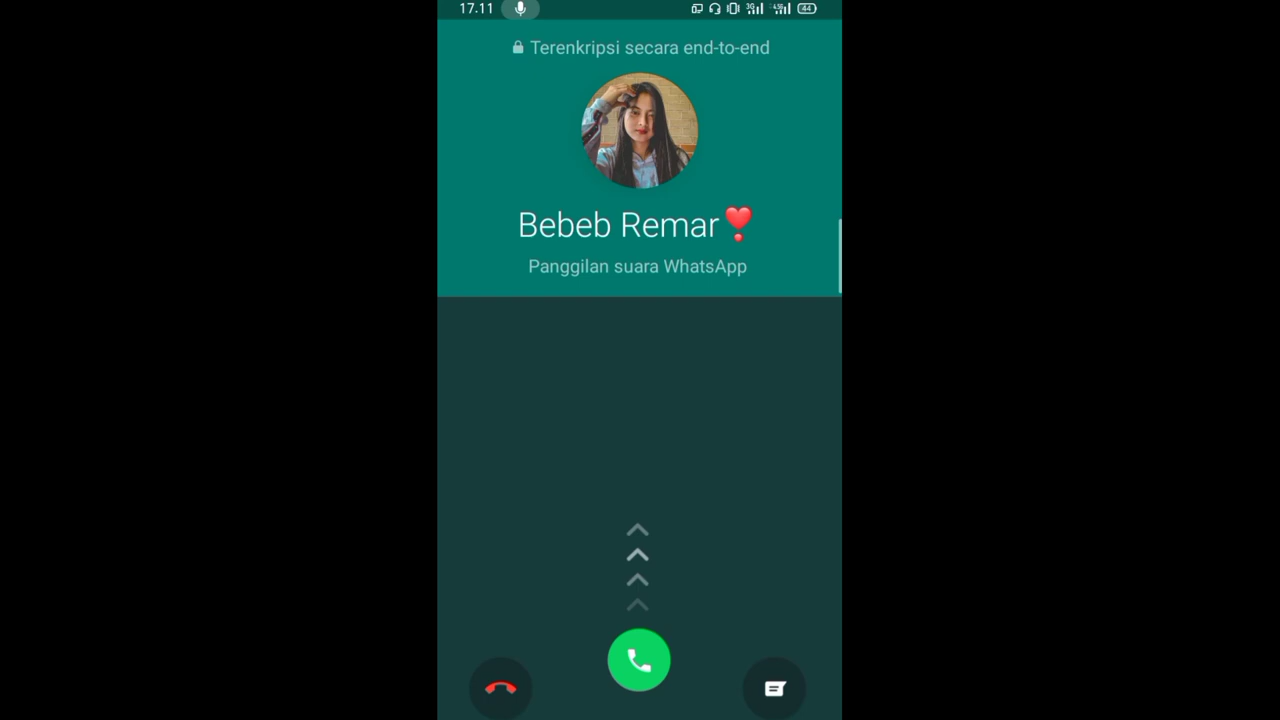 17.11
Terenkripsi secara end-to-end
Bebeb Remar❣️
Panggilan suara WhatsApp